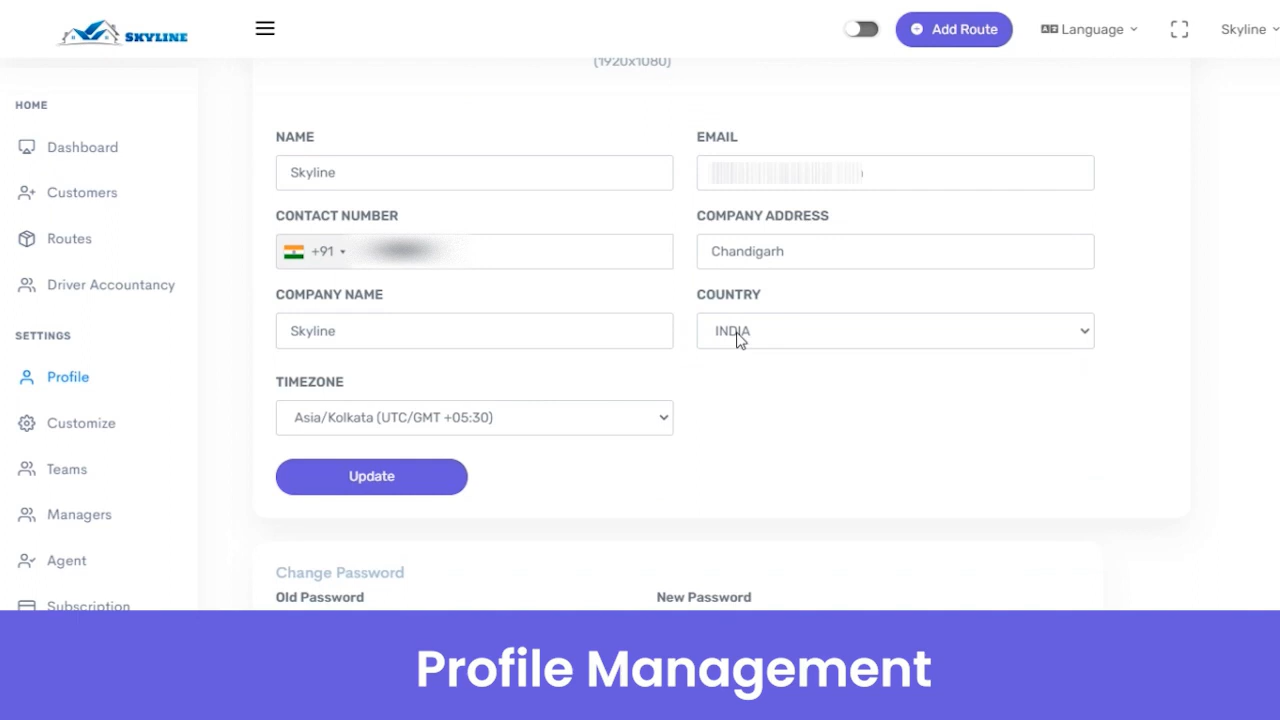 SKYLINE
Add Route
Language
Skyline
(1920x1080)
HOME
Dashboard
Customers
Routes
Driver Accountancy
SETTINGS
Profile
Customize
Teams
Managers
Agent
Subscription
NAME
EMAIL
Skyline
CONTACT NUMBER
COMPANY ADDRESS
+91
Chandigarh
COMPANY NAME
COUNTRY
Skyline
INDIA
TIMEZONE
Asia/Kolkata (UTC/GMT +05:30)
Update
Change Password
Old Password
New Password
Profile Management